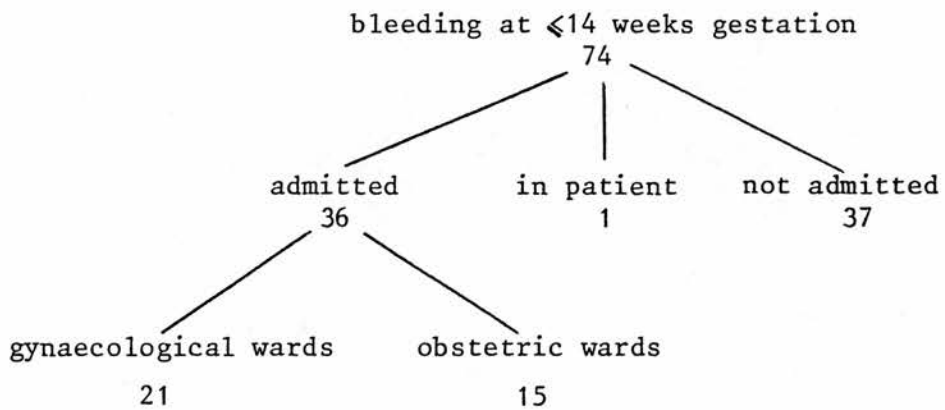 bleeding at ⩽14 weeks gestation
74
admitted in patient not admitted
36 1 37
gynaecological wards obstetric wards
21 15